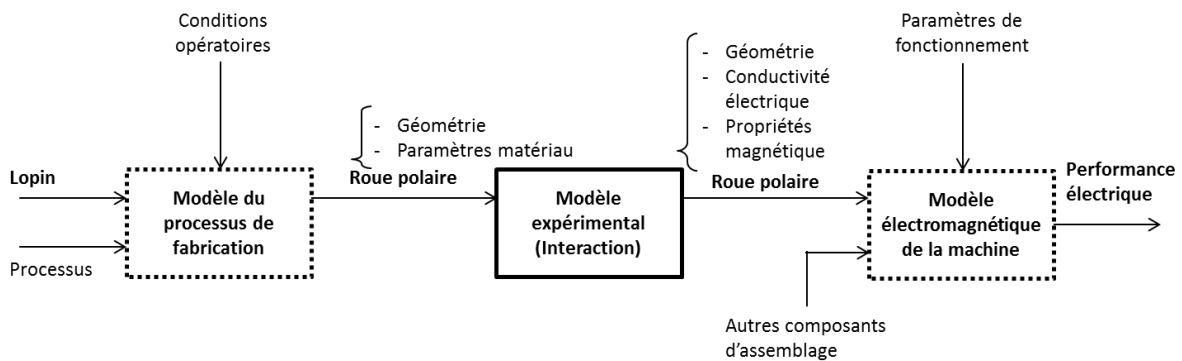 Conditions
opératoires
Paramètres de
fonctionnement
- Géométrie
- Conductivité
électrique
- Propriétés
magnétique
- Géométrie
- Paramètres matériau
Lopin
Processus
Modèle du
processus de
fabrication
Roue polaire
Modèle
expérimental
(Interaction)
Roue polaire
Modèle
électromagnétique
de la machine
Performance
électrique
Autres composants
d’assemblage